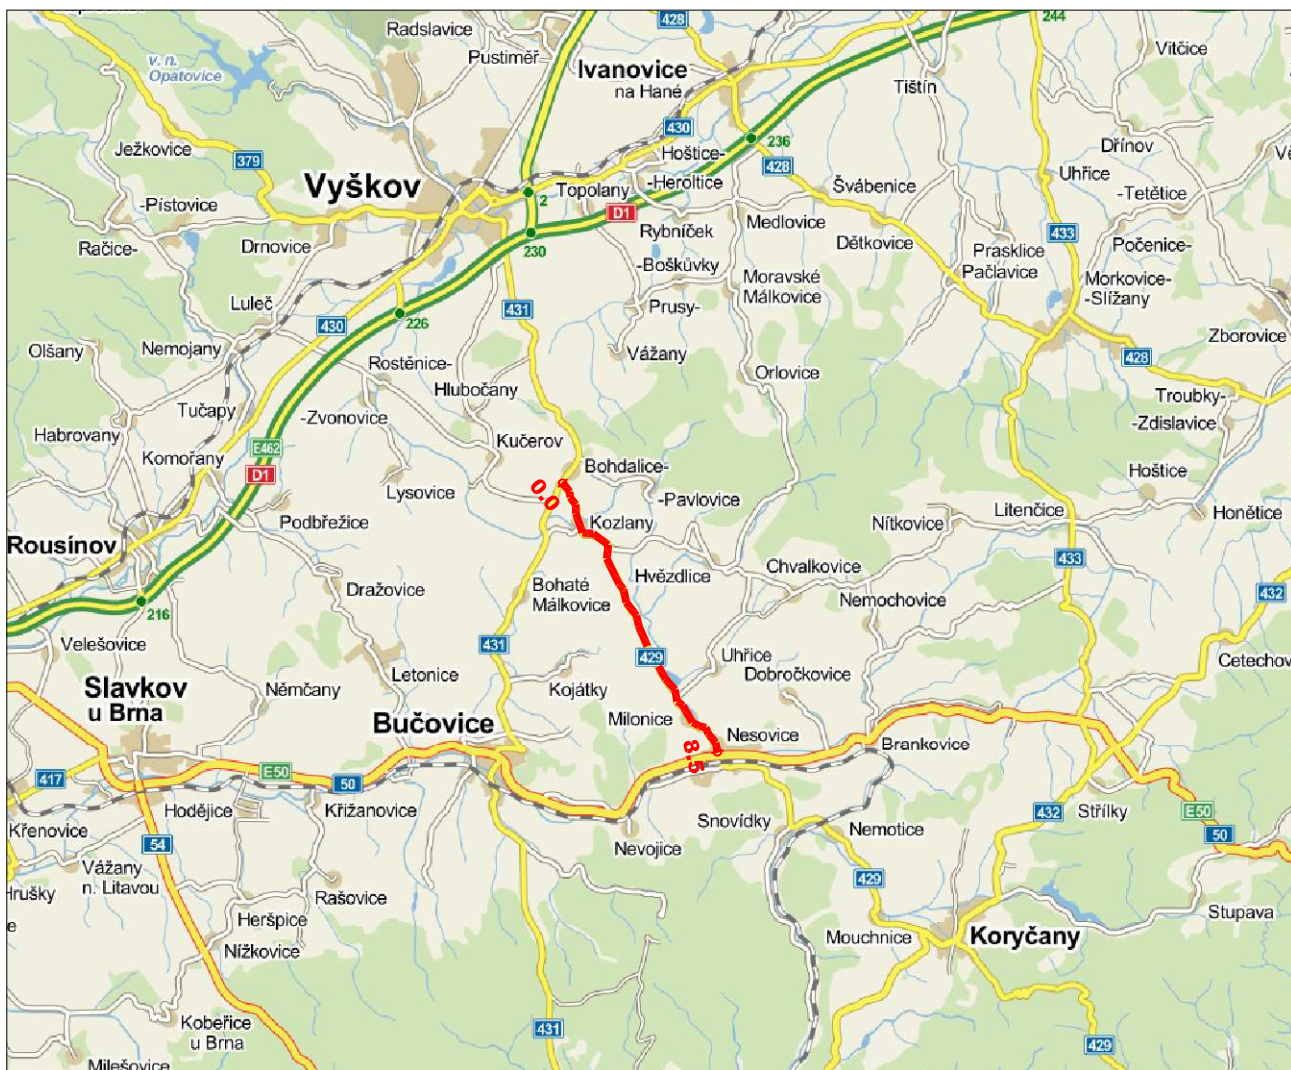 Radslavice
428
244
Pustiměř
Vitčice
v. n.
Opatovice
Ivanovice
na Hané
Tištín
430
236
Ježkovice
379
Hoštice-
Dřínov
428
Uhřice
Vyškov
Topolany
-Heroltice
Švábenice
-Tetětice
2
-Pístovice
D1
Medlovice
Rybníček
433
Račice-
Drnovice
230
Dětkovice
Prasklice
Počenice-
-Boškůvky
Pačlavice
Moravské
Málkovice
Morkovice-
-Slížany
Luleč
431
Prusy-
430
226
Zborovice
Olšany
Nemojany
Vážany
428
Rostěnice-
Orlovice
Hlubočany
Troubky-
Tučapy
-Zvonovice
-Zdislavice
Habrovany
Kučerov
E462
Komořany
Bohdalice-
D1
Hoštice
Lysovice
0.0
-Pavlovice
Litenčice
Honětice
Podbřežice
Kozlany
Nítkovice
Rousínov
433
Chvalkovice
Hvězdlice
Dražovice
Bohaté
Málkovice
432
216
Nemochovice
Velešovice
431
429
Uhřice
Cetechov
Letonice
Dobročkovice
Slavkov
u Brna
Němčany
Kojátky
Bučovice
Milonice
Nesovice
Brankovice
8.5
417
E50
50
Hodějice
Křižanovice
Střílky
E50
432
Křenovice
Snovídky
Nemotice
50
54
Nevojice
Vážany
n. Litavou
429
Hrušky
Rašovice
Stupava
Heršpice
e
Mouchnice
Koryčany
Nížkovice
Kobeřice
u Brna
431
429
Milešovice